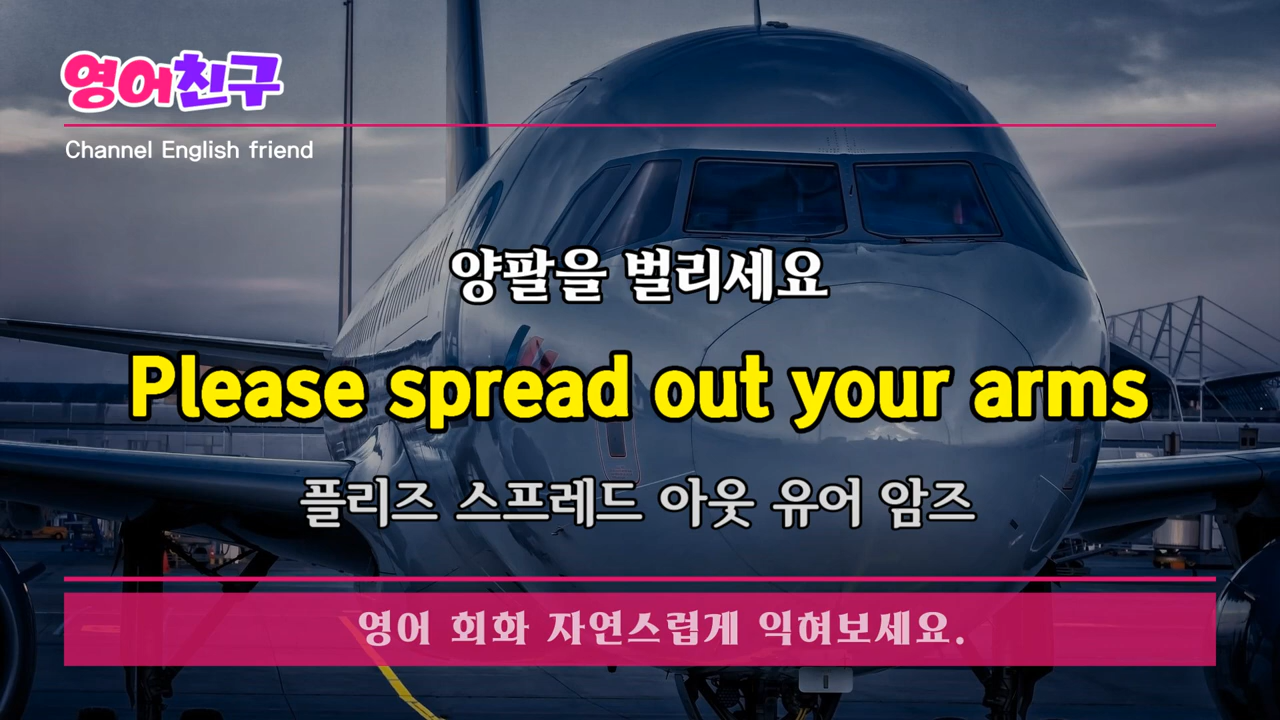 영어친구
Channel English friend
양팔을 벌리세요
Please spread out your arms
플리즈 스프레드 아웃 유어 암즈
영어 회화 자연스럽게 익혀보세요.